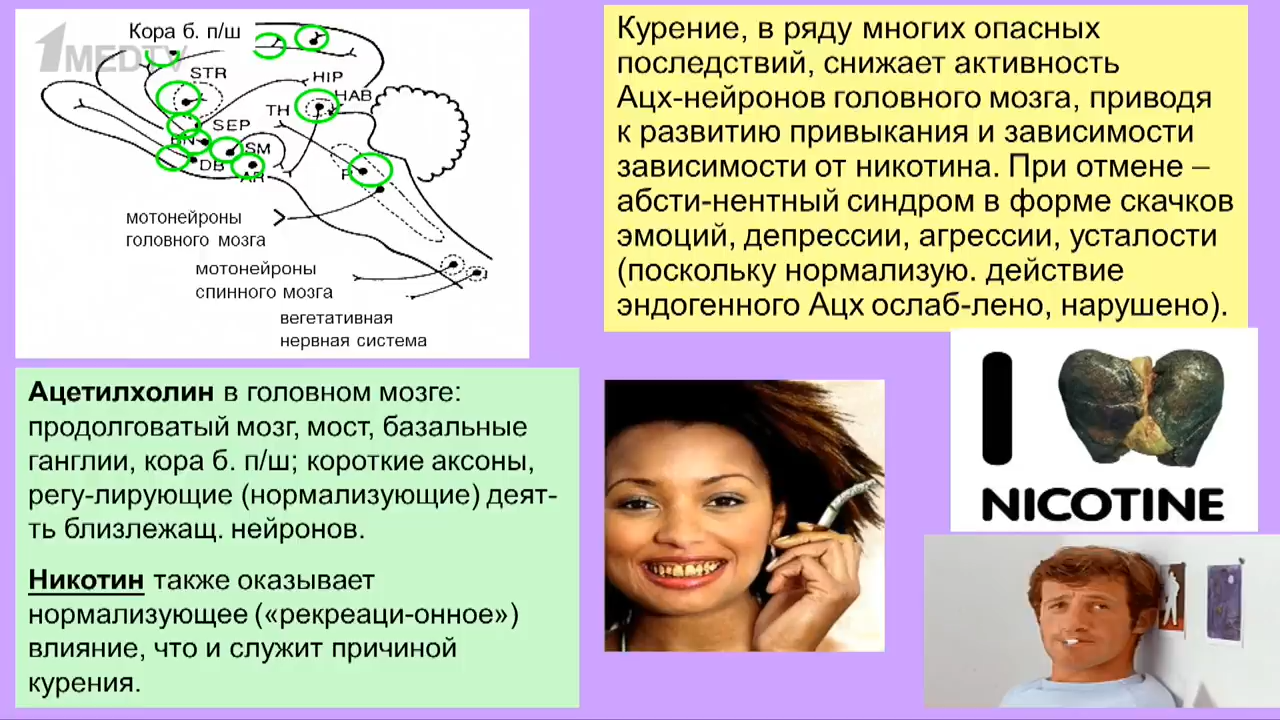 1MEDTV
Кора б. п/ш
STR
HIP
HAB
TH
SEP
BN
SM
DB
AR
мотонейроны
головного мозга
мотонейроны
спинного мозга
вегетативная
нервная система
Курение, в ряду многих опасных
последствий, снижает активность
Ацх-нейронов головного мозга, приводя
к развитию привыкания и зависимости
зависимости от никотина. При отмене –
абсти-нентный синдром в форме скачков
эмоций, депрессии, агрессии, усталости
(поскольку нормализую. действие
эндогенного Ацх ослаб-лено, нарушено).
Ацетилхолин в головном мозге:
продолговатый мозг, мост, базальные
ганглии, кора б. п/ш; короткие аксоны,
регу-лирующие (нормализующие) деят-
ть близлежащ. нейронов.
Никотин также оказывает
нормализующее («рекреаци-онное»)
влияние, что и служит причиной
курения.
I
NICOTINE